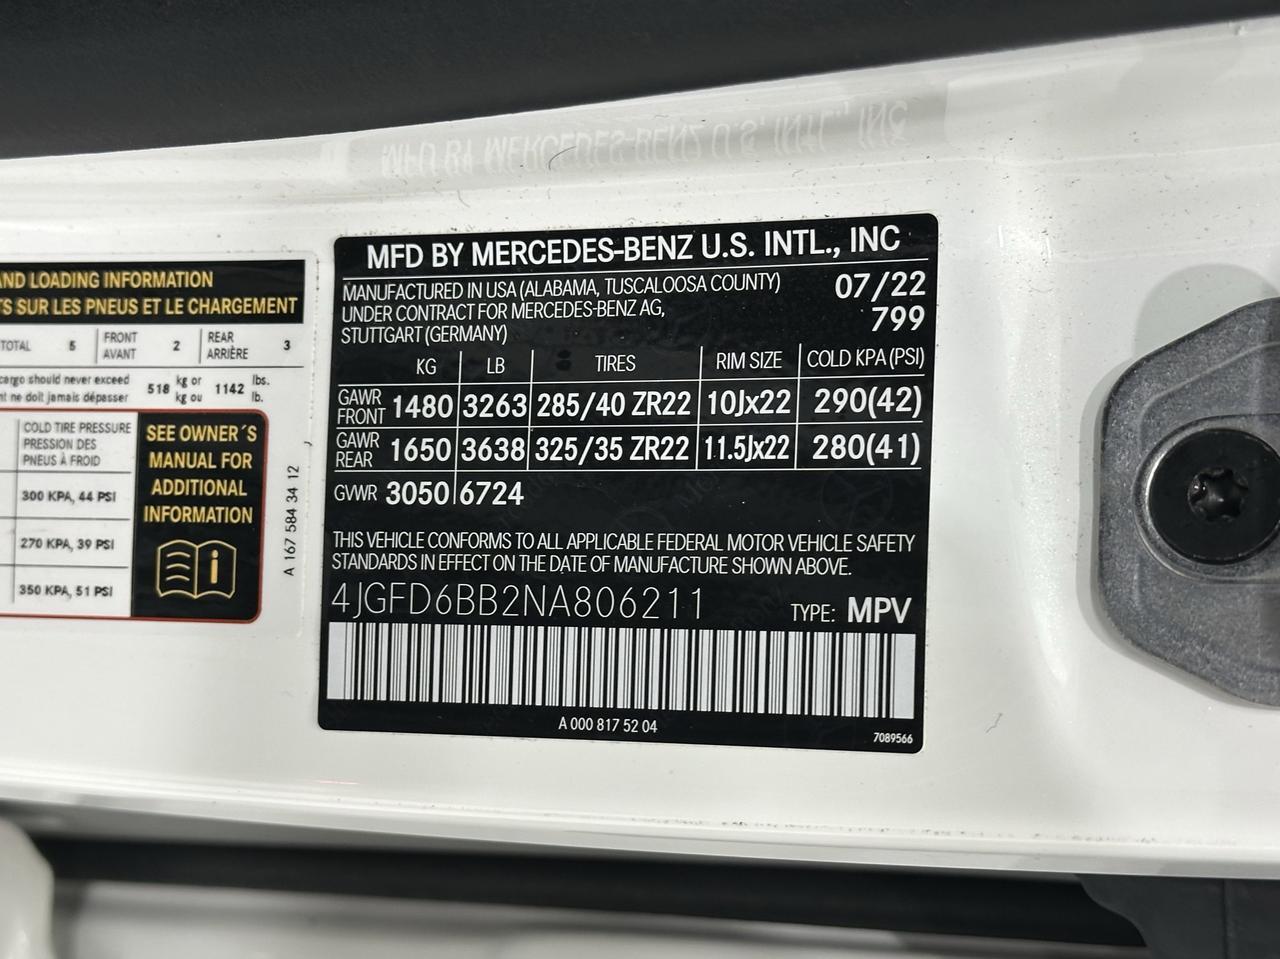 MFD BY MERCEDES-BENZ U.S. INTL., INC
MANUFACTURED IN USA (ALABAMA, TUSCALOOSA COUNTY) 07/22
UNDER CONTRACT FOR MERCEDES-BENZ AG, 799
STUTTGART (GERMANY)
KG LB TIRES RIM SIZE COLD KPA (PSI)
GAWR FRONT 1480 3263 285/40 ZR22 10Jx22 290(42)
GAWR REAR 1650 3638 325/35 ZR22 11.5Jx22 280(41)
GVWR 3050 6724
THIS VEHICLE CONFORMS TO ALL APPLICABLE FEDERAL MOTOR VEHICLE SAFETY
STANDARDS IN EFFECT ON THE DATE OF MANUFACTURE SHOWN ABOVE.
4JGFD6BB2NA806211 TYPE: MPV
A 000 817 52 04
7089566
AND LOADING INFORMATION
TS SUR LES PNEUS ET LE CHARGEMENT
TOTAL 5 FRONT AVANT 2 REAR ARRIÈRE 3
cargo should never exceed 518 kg or 1142 lbs.
nt ne doit jamais dépasser kg ou lb.
COLD TIRE PRESSURE
PRESSION DES
PNEUS À FROID
300 KPA, 44 PSI
270 KPA, 39 PSI
350 KPA, 51 PSI
SEE OWNER´S
MANUAL FOR
ADDITIONAL
INFORMATION
A 167 584 34 12